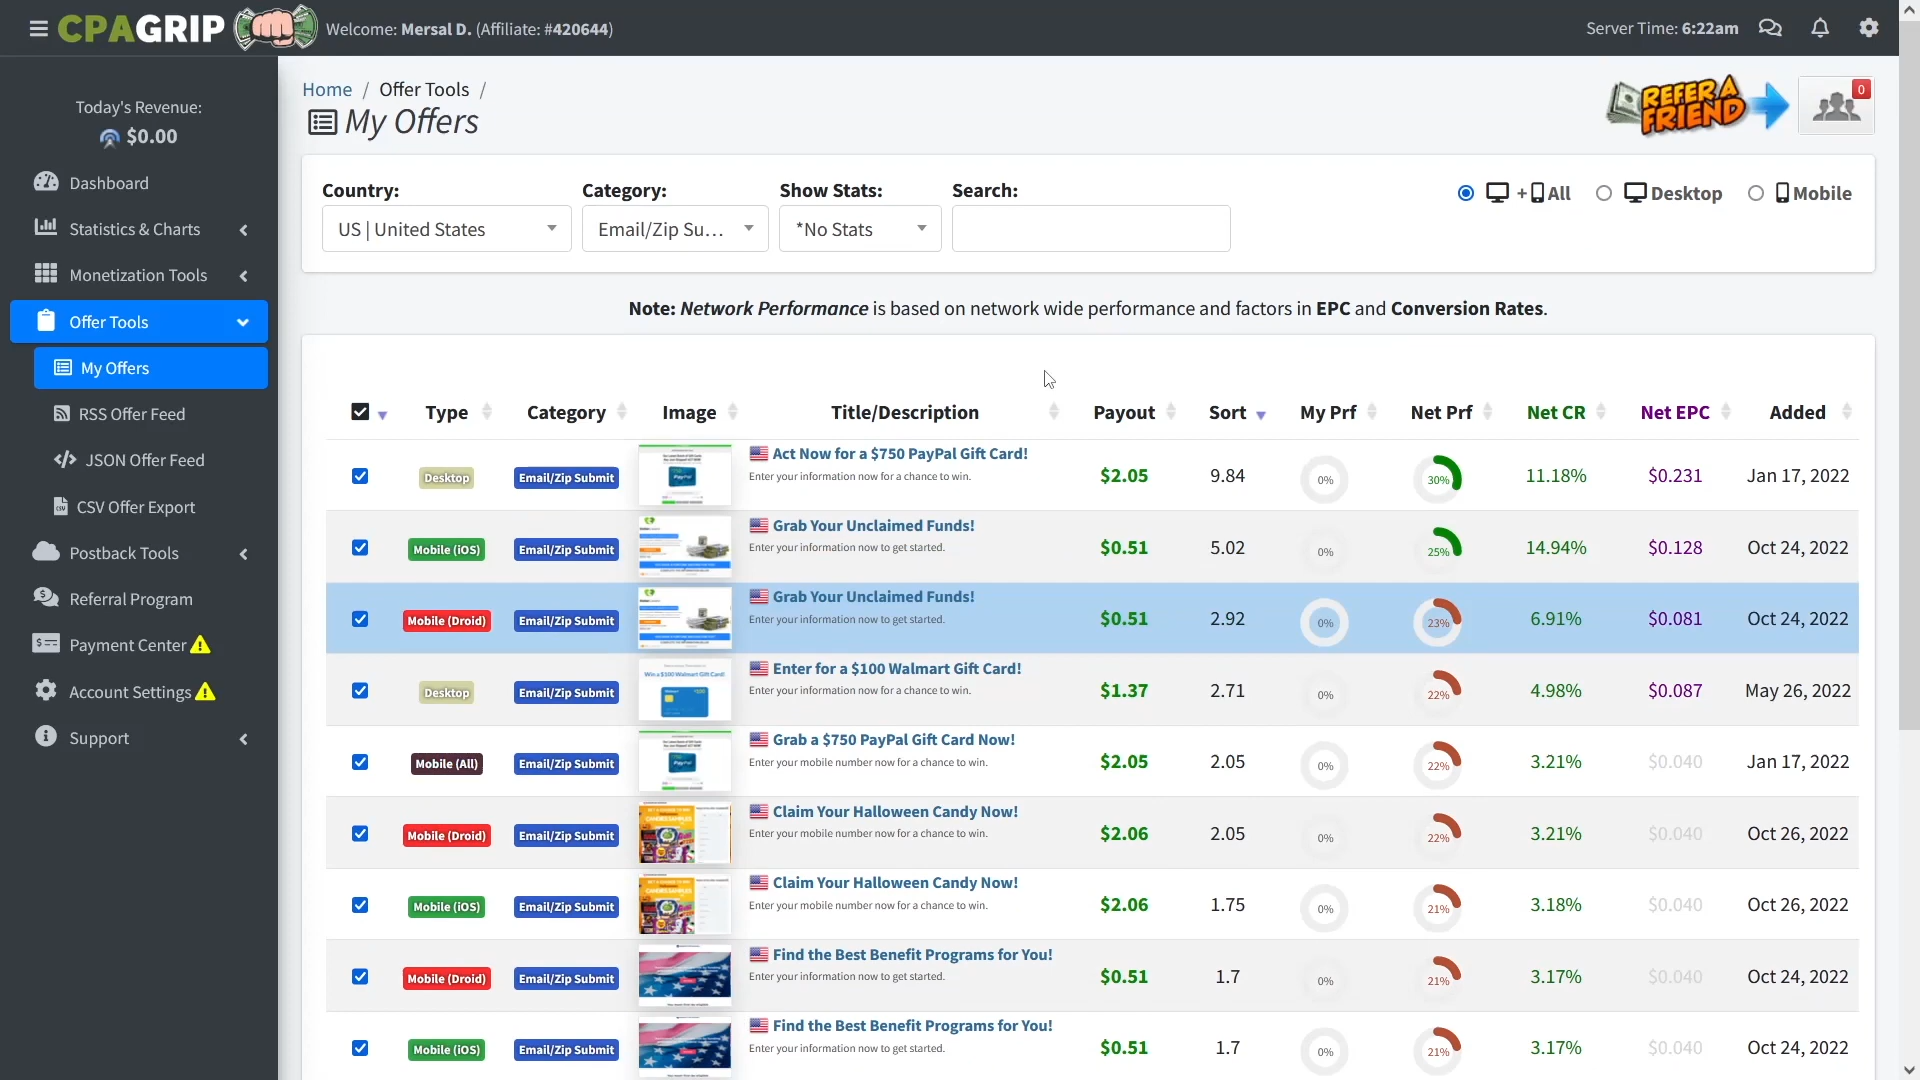 CPAGRIP Welcome: Mersal D. (Affiliate: #420644) Server Time: 6:22am
Today's Revenue:
$0.00
Dashboard
Statistics & Charts
Monetization Tools
Offer Tools
My Offers
RSS Offer Feed
JSON Offer Feed
CSV Offer Export
Postback Tools
Referral Program
Payment Center
Account Settings
Support
Home / Offer Tools /
My Offers
REFER A
FRIEND
0
Country: Category: Show Stats: Search:
US | United States Email/Zip Su... *No Stats
+ All Desktop Mobile
Note: Network Performance is based on network wide performance and factors in EPC and Conversion Rates.
Type Category Image Title/Description Payout Sort My Prf Net Prf Net CR Net EPC Added
Desktop Email/Zip Submit Act Now for a $750 PayPal Gift Card! $2.05 9.84 0% 30% 11.18% $0.231 Jan 17, 2022
Enter your information now for a chance to win.
Mobile (iOS) Email/Zip Submit Grab Your Unclaimed Funds! $0.51 5.02 0% 25% 14.94% $0.128 Oct 24, 2022
Enter your information now to get started.
Mobile (Droid) Email/Zip Submit Grab Your Unclaimed Funds! $0.51 2.92 0% 23% 6.91% $0.081 Oct 24, 2022
Enter your information now to get started.
Desktop Email/Zip Submit Enter for a $100 Walmart Gift Card! $1.37 2.71 0% 22% 4.98% $0.087 May 26, 2022
Enter your information now for a chance to win.
Mobile (All) Email/Zip Submit Grab a $750 PayPal Gift Card Now! $2.05 2.05 0% 22% 3.21% $0.040 Jan 17, 2022
Enter your mobile number now for a chance to win.
Mobile (Droid) Email/Zip Submit Claim Your Halloween Candy Now! $2.06 2.05 0% 22% 3.21% $0.040 Oct 26, 2022
Enter your mobile number now for a chance to win.
Mobile (iOS) Email/Zip Submit Claim Your Halloween Candy Now! $2.06 1.75 0% 21% 3.18% $0.040 Oct 26, 2022
Enter your mobile number now for a chance to win.
Mobile (Droid) Email/Zip Submit Find the Best Benefit Programs for You! $0.51 1.7 0% 21% 3.17% $0.040 Oct 24, 2022
Enter your information now to get started.
Mobile (iOS) Email/Zip Submit Find the Best Benefit Programs for You! $0.51 1.7 0% 21% 3.17% $0.040 Oct 24, 2022
Enter your information now to get started.